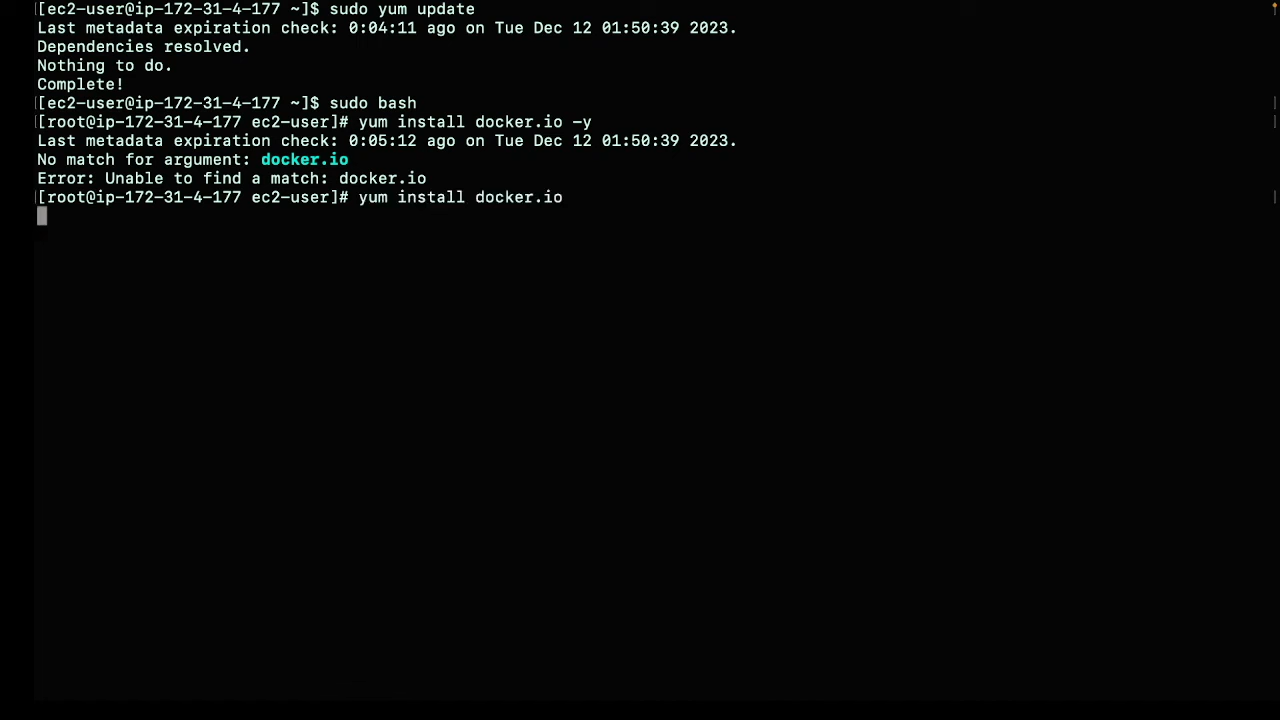 [ec2-user@ip-172-31-4-177 ~]$ sudo yum update
Last metadata expiration check: 0:04:11 ago on Tue Dec 12 01:50:39 2023.
Dependencies resolved.
Nothing to do.
Complete!
[ec2-user@ip-172-31-4-177 ~]$ sudo bash
[root@ip-172-31-4-177 ec2-user]# yum install docker.io -y
Last metadata expiration check: 0:05:12 ago on Tue Dec 12 01:50:39 2023.
No match for argument: docker.io
Error: Unable to find a match: docker.io
[root@ip-172-31-4-177 ec2-user]# yum install docker.io